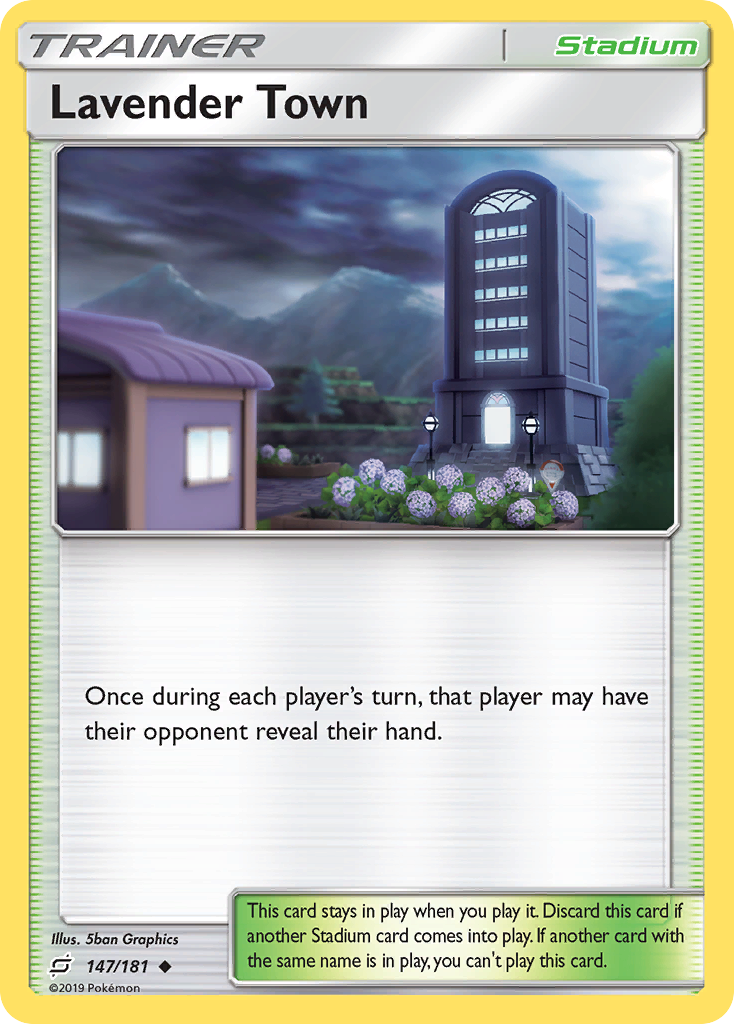 TRAINER
Stadium
Lavender Town
Once during each player's turn, that player may have
their opponent reveal their hand.
This card stays in play when you play it. Discard this card if
another Stadium card comes into play. If another card with
the same name is in play, you can't play this card.
Illus. 5ban Graphics
147/181
©2019 Pokémon